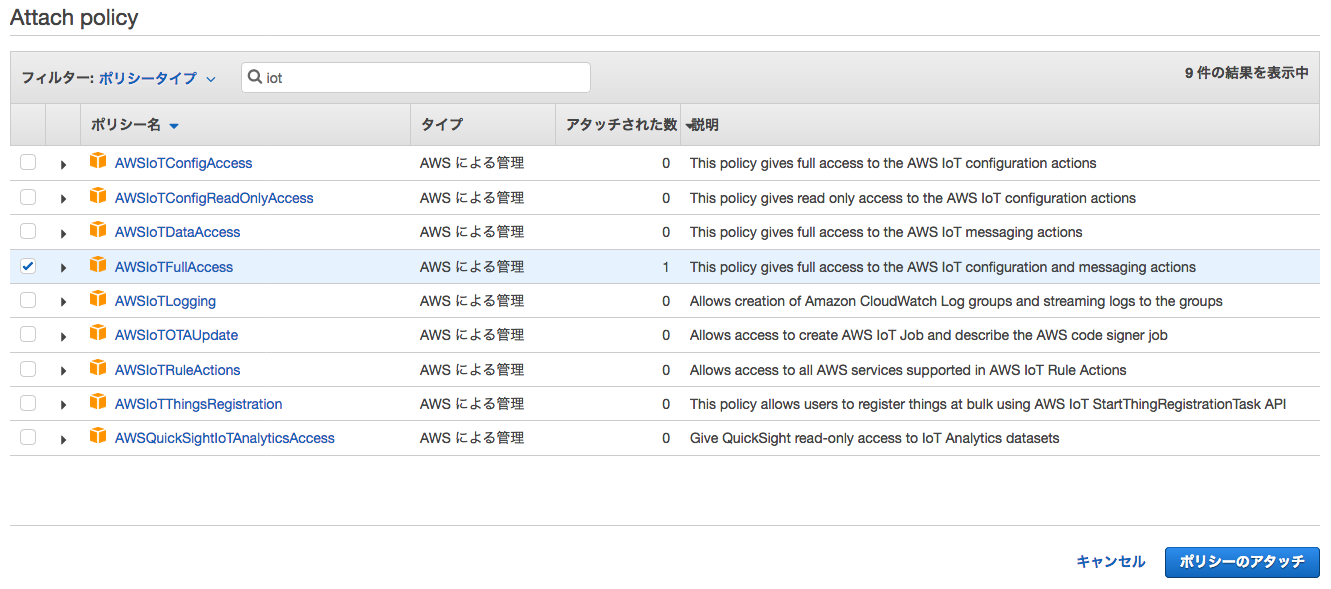 Attach policy
フィルター: ポリシータイプ iot 9 件の結果を表示中
ポリシー名 タイプ アタッチされた数 説明
AWSIoTConfigAccess AWS による管理 0 This policy gives full access to the AWS IoT configuration actions
AWSIoTConfigReadOnlyAccess AWS による管理 0 This policy gives read only access to the AWS IoT configuration actions
AWSIoTDataAccess AWS による管理 0 This policy gives full access to the AWS IoT messaging actions
AWSIoTFullAccess AWS による管理 1 This policy gives full access to the AWS IoT configuration and messaging actions
AWSIoTLogging AWS による管理 0 Allows creation of Amazon CloudWatch Log groups and streaming logs to the groups
AWSIoTOTAUpdate AWS による管理 0 Allows access to create AWS IoT Job and describe the AWS code signer job
AWSIoTRuleActions AWS による管理 0 Allows access to all AWS services supported in AWS IoT Rule Actions
AWSIoTThingsRegistration AWS による管理 0 This policy allows users to register things at bulk using AWS IoT StartThingRegistrationTask API
AWSQuickSightIoTAnalyticsAccess AWS による管理 0 Give QuickSight read-only access to IoT Analytics datasets
キャンセル ポリシーのアタッチ